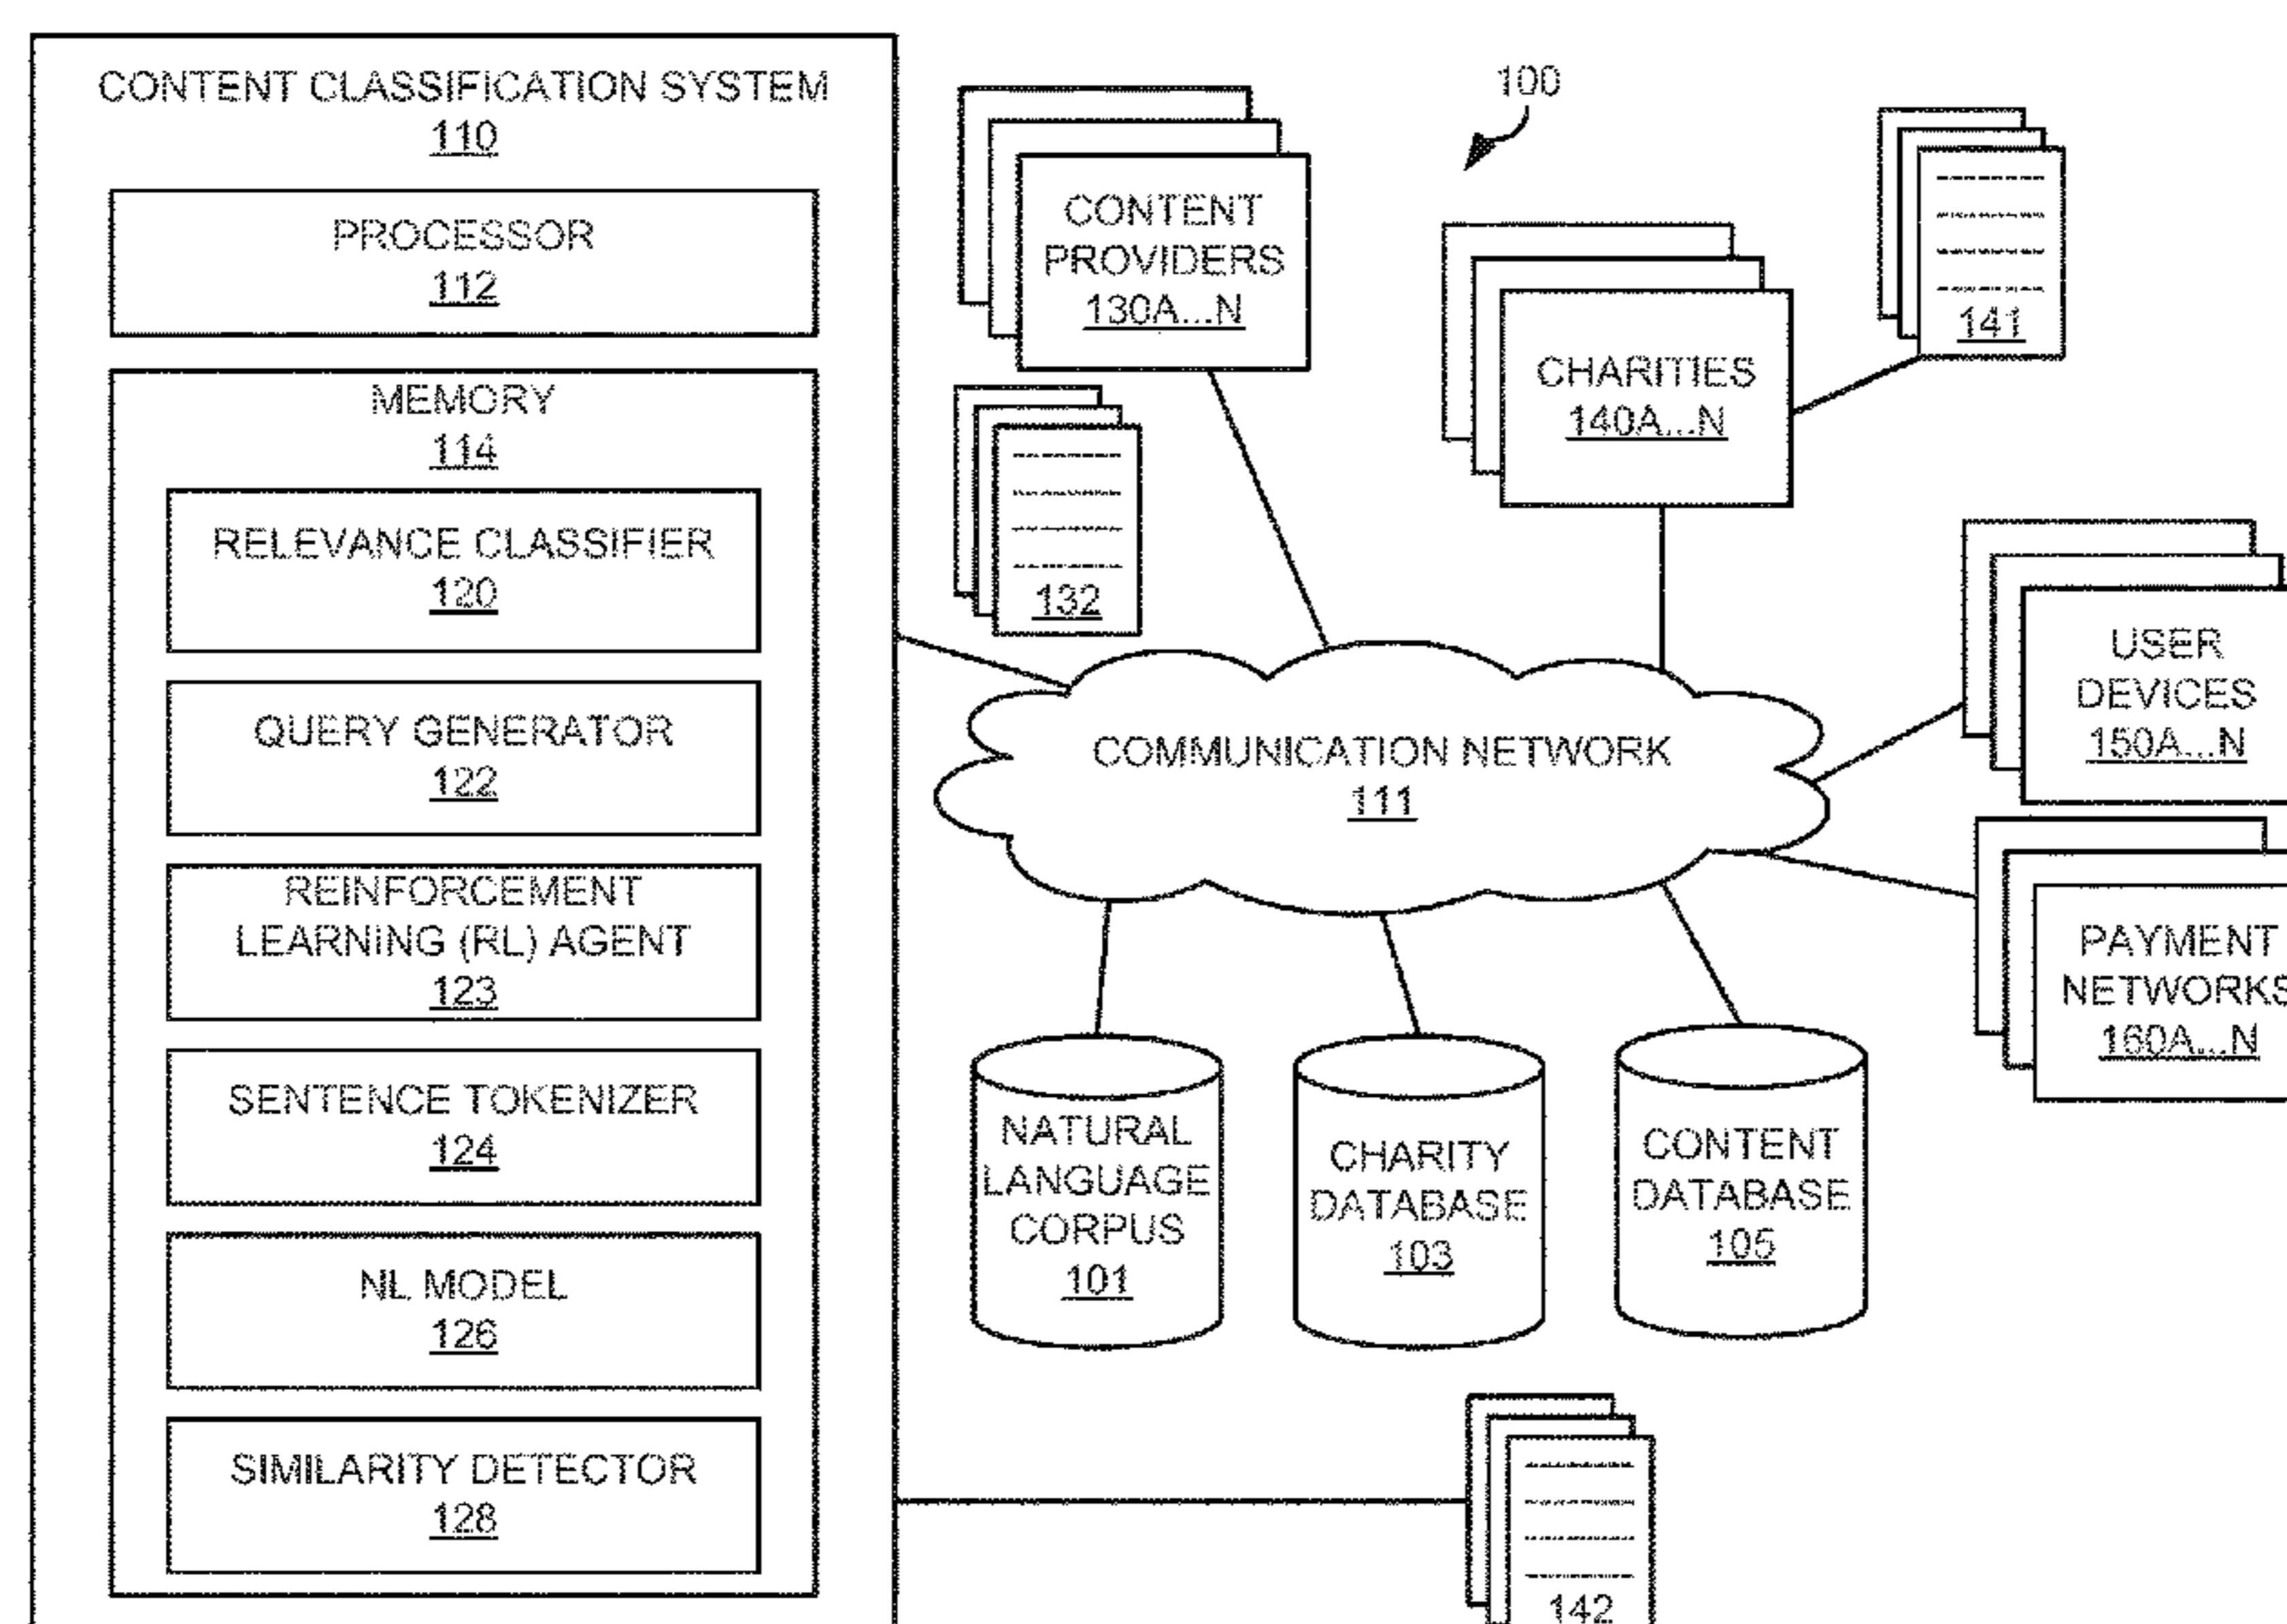 CONTENT CLASSIFICATION SYSTEM
110
PROCESSOR
112
MEMORY
114
RELEVANCE CLASSIFIER
120
QUERY GENERATOR
122
REINFORCEMENT
LEARNING (RL) AGENT
123
SENTENCE TOKENIZER
124
NL MODEL
126
SIMILARITY DETECTOR
128
100
CONTENT
PROVIDERS
130A...N
132
CHARITIES
140A...N
141
USER
DEVICES
150A...N
COMMUNICATION NETWORK
111
PAYMENT
NETWORKS
160A...N
NATURAL
LANGUAGE
CORPUS
101
CHARITY
DATABASE
103
CONTENT
DATABASE
105
142